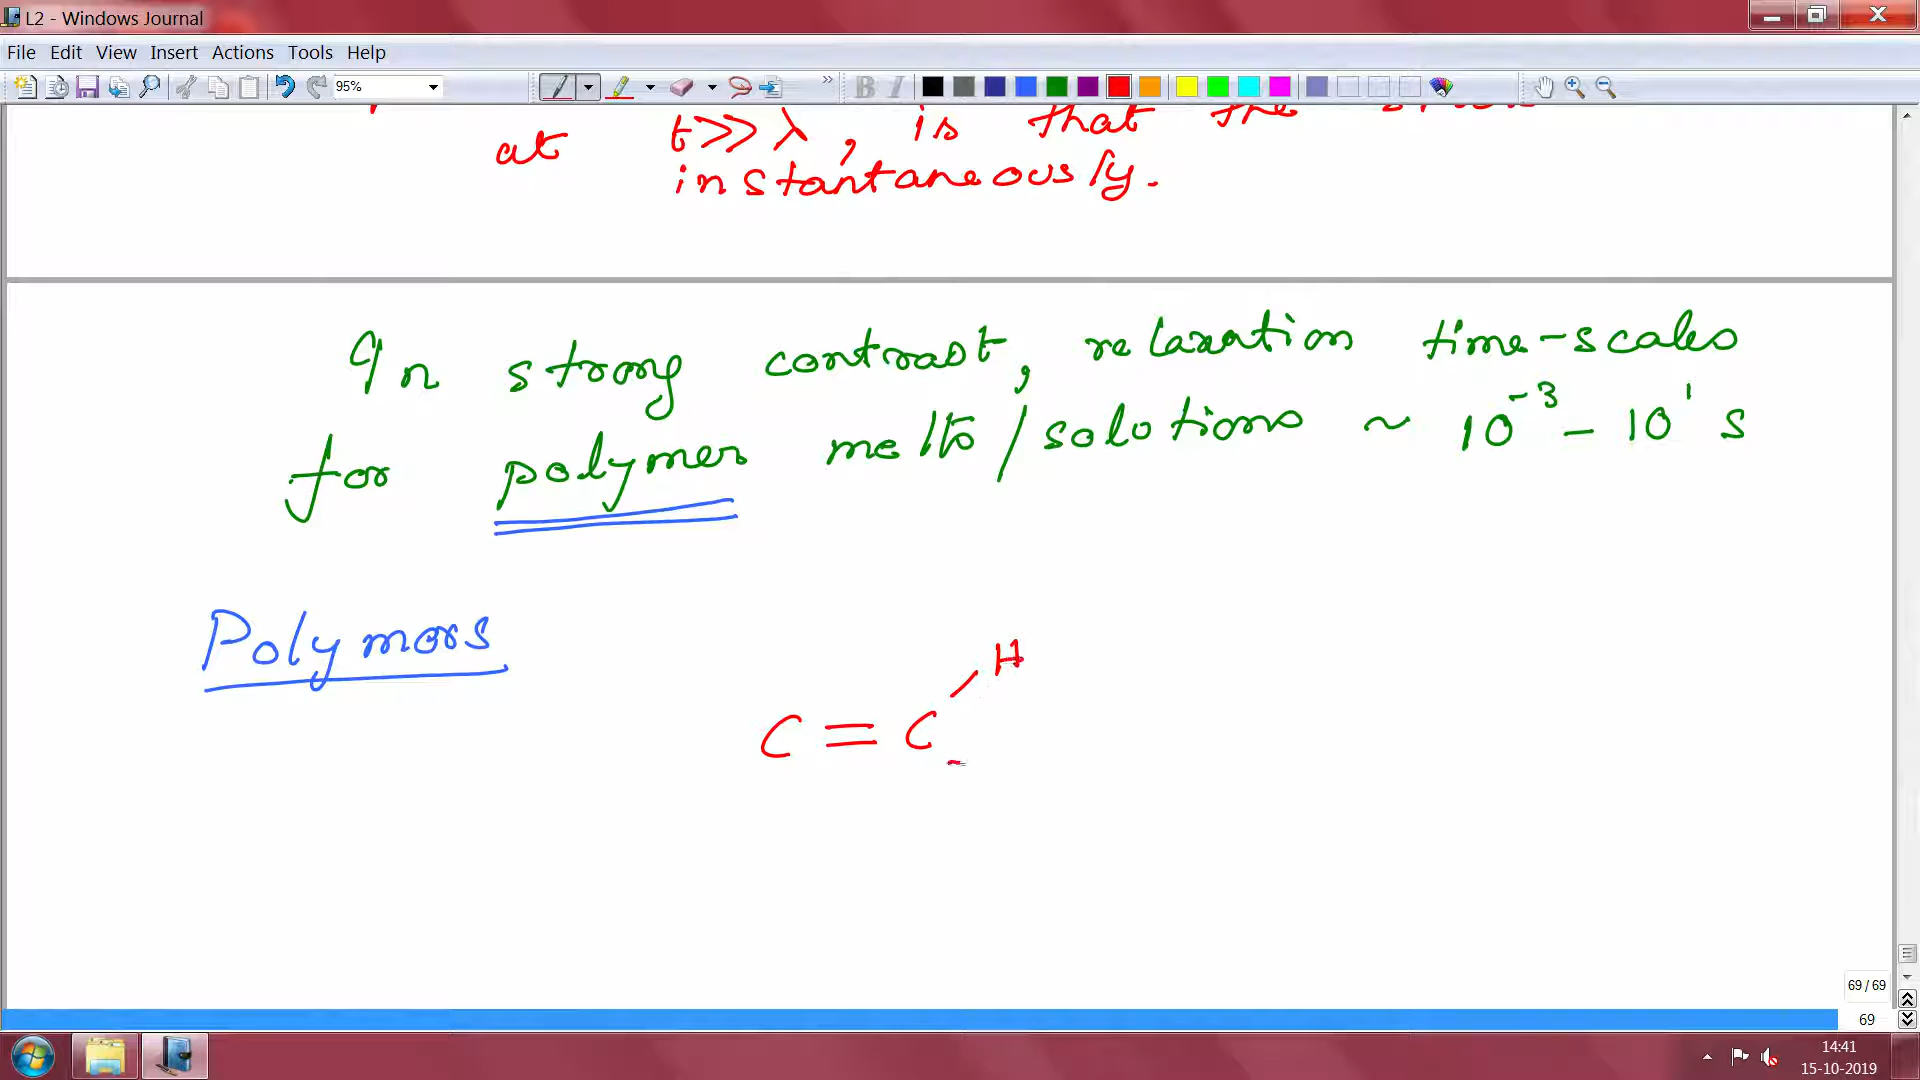 L2 - Windows Journal
File Edit View Insert Actions Tools Help
95%
B I
at t>>λ, is that the
instantaneously.
In strong contrast, relaxation time-scales
for polymer melts/solutions ~ 10⁻³ - 10¹ s
Polymers
H
C = C
69 / 69
69
14:41
15-10-2019